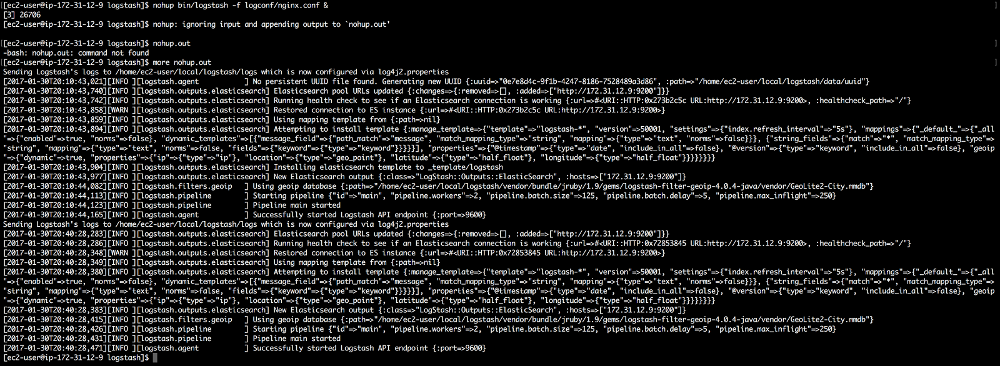 [ec2-user@ip-172-31-12-9 logstash]$ nohup bin/logstash -f logconf/nginx.conf &
[3] 26706
[ec2-user@ip-172-31-12-9 logstash]$ nohup: ignoring input and appending output to `nohup.out'
[ec2-user@ip-172-31-12-9 logstash]$ nohup.out
-bash: nohup.out: command not found
[ec2-user@ip-172-31-12-9 logstash]$ more nohup.out
Sending Logstash's logs to /home/ec2-user/local/logstash/logs which is now configured via log4j2.properties
[2017-01-30T20:10:43,021][INFO ][logstash.agent           ] No persistent UUID file found. Generating new UUID {:uuid=>"0e7e8d4c-9f1b-4247-8186-7528489a3d86", :path=>"/home/ec2-user/local/logstash/data/uuid"}
[2017-01-30T20:10:43,740][INFO ][logstash.outputs.elasticsearch] Elasticsearch pool URLs updated {:changes=>{:removed=>[], :added=>["http://172.31.12.9:9200"]}}
[2017-01-30T20:10:43,742][INFO ][logstash.outputs.elasticsearch] Running health check to see if an Elasticsearch connection is working {:url=>#<URI::HTTP:0x273b2c5c URL:http://172.31.12.9:9200>, :healthcheck_path=>"/"}
[2017-01-30T20:10:43,858][WARN ][logstash.outputs.elasticsearch] Restored connection to ES instance {:url=>#<URI::HTTP:0x273b2c5c URL:http://172.31.12.9:9200>}
[2017-01-30T20:10:43,859][INFO ][logstash.outputs.elasticsearch] Using mapping template from {:path=>nil}
[2017-01-30T20:10:43,894][INFO ][logstash.outputs.elasticsearch] Attempting to install template {:manage_template=>{"template"=>"logstash-*", "version"=>50001, "settings"=>{"index.refresh_interval"=>"5s"}, "mappings"=>{"_default_"=>{"_all
"=>{"enabled"=>true, "norms"=>false}, "dynamic_templates"=>[{"message_field"=>{"path_match"=>"message", "match_mapping_type"=>"string", "mapping"=>{"type"=>"text", "norms"=>false}}}, {"string_fields"=>{"match"=>"*", "match_mapping_type"=>
"string", "mapping"=>{"type"=>"text", "norms"=>false, "fields"=>{"keyword"=>{"type"=>"keyword"}}}}}], "properties"=>{"@timestamp"=>{"type"=>"date", "include_in_all"=>false}, "@version"=>{"type"=>"keyword", "include_in_all"=>false}, "geoip
"=>{"dynamic"=>true, "properties"=>{"ip"=>{"type"=>"ip"}, "location"=>{"type"=>"geo_point"}, "latitude"=>{"type"=>"half_float"}, "longitude"=>{"type"=>"half_float"}}}}}}}}
[2017-01-30T20:10:43,904][INFO ][logstash.outputs.elasticsearch] Installing elasticsearch template to _template/logstash
[2017-01-30T20:10:43,977][INFO ][logstash.outputs.elasticsearch] New Elasticsearch output {:class=>"LogStash::Outputs::ElasticSearch", :hosts=>["172.31.12.9:9200"]}
[2017-01-30T20:10:44,082][INFO ][logstash.filters.geoip   ] Using geoip database {:path=>"/home/ec2-user/local/logstash/vendor/bundle/jruby/1.9/gems/logstash-filter-geoip-4.0.4-java/vendor/GeoLite2-City.mmdb"}
[2017-01-30T20:10:44,113][INFO ][logstash.pipeline        ] Starting pipeline {"id"=>"main", "pipeline.workers"=>2, "pipeline.batch.size"=>125, "pipeline.batch.delay"=>5, "pipeline.max_inflight"=>250}
[2017-01-30T20:10:44,123][INFO ][logstash.pipeline        ] Pipeline main started
[2017-01-30T20:10:44,165][INFO ][logstash.agent           ] Successfully started Logstash API endpoint {:port=>9600}
Sending Logstash's logs to /home/ec2-user/local/logstash/logs which is now configured via log4j2.properties
[2017-01-30T20:40:28,283][INFO ][logstash.outputs.elasticsearch] Elasticsearch pool URLs updated {:changes=>{:removed=>[], :added=>["http://172.31.12.9:9200"]}}
[2017-01-30T20:40:28,286][INFO ][logstash.outputs.elasticsearch] Running health check to see if an Elasticsearch connection is working {:url=>#<URI::HTTP:0x72853845 URL:http://172.31.12.9:9200>, :healthcheck_path=>"/"}
[2017-01-30T20:40:28,348][WARN ][logstash.outputs.elasticsearch] Restored connection to ES instance {:url=>#<URI::HTTP:0x72853845 URL:http://172.31.12.9:9200>}
[2017-01-30T20:40:28,349][INFO ][logstash.outputs.elasticsearch] Using mapping template from {:path=>nil}
[2017-01-30T20:40:28,380][INFO ][logstash.outputs.elasticsearch] Attempting to install template {:manage_template=>{"template"=>"logstash-*", "version"=>50001, "settings"=>{"index.refresh_interval"=>"5s"}, "mappings"=>{"_default_"=>{"_all
"=>{"enabled"=>true, "norms"=>false}, "dynamic_templates"=>[{"message_field"=>{"path_match"=>"message", "match_mapping_type"=>"string", "mapping"=>{"type"=>"text", "norms"=>false}}}, {"string_fields"=>{"match"=>"*", "match_mapping_type"=>
"string", "mapping"=>{"type"=>"text", "norms"=>false, "fields"=>{"keyword"=>{"type"=>"keyword"}}}}}], "properties"=>{"@timestamp"=>{"type"=>"date", "include_in_all"=>false}, "@version"=>{"type"=>"keyword", "include_in_all"=>false}, "geoip
"=>{"dynamic"=>true, "properties"=>{"ip"=>{"type"=>"ip"}, "location"=>{"type"=>"geo_point"}, "latitude"=>{"type"=>"half_float"}, "longitude"=>{"type"=>"half_float"}}}}}}}}
[2017-01-30T20:40:28,383][INFO ][logstash.outputs.elasticsearch] New Elasticsearch output {:class=>"LogStash::Outputs::ElasticSearch", :hosts=>["172.31.12.9:9200"]}
[2017-01-30T20:40:28,415][INFO ][logstash.filters.geoip   ] Using geoip database {:path=>"/home/ec2-user/local/logstash/vendor/bundle/jruby/1.9/gems/logstash-filter-geoip-4.0.4-java/vendor/GeoLite2-City.mmdb"}
[2017-01-30T20:40:28,426][INFO ][logstash.pipeline        ] Starting pipeline {"id"=>"main", "pipeline.workers"=>2, "pipeline.batch.size"=>125, "pipeline.batch.delay"=>5, "pipeline.max_inflight"=>250}
[2017-01-30T20:40:28,431][INFO ][logstash.pipeline        ] Pipeline main started
[2017-01-30T20:40:28,471][INFO ][logstash.agent           ] Successfully started Logstash API endpoint {:port=>9600}
[ec2-user@ip-172-31-12-9 logstash]$